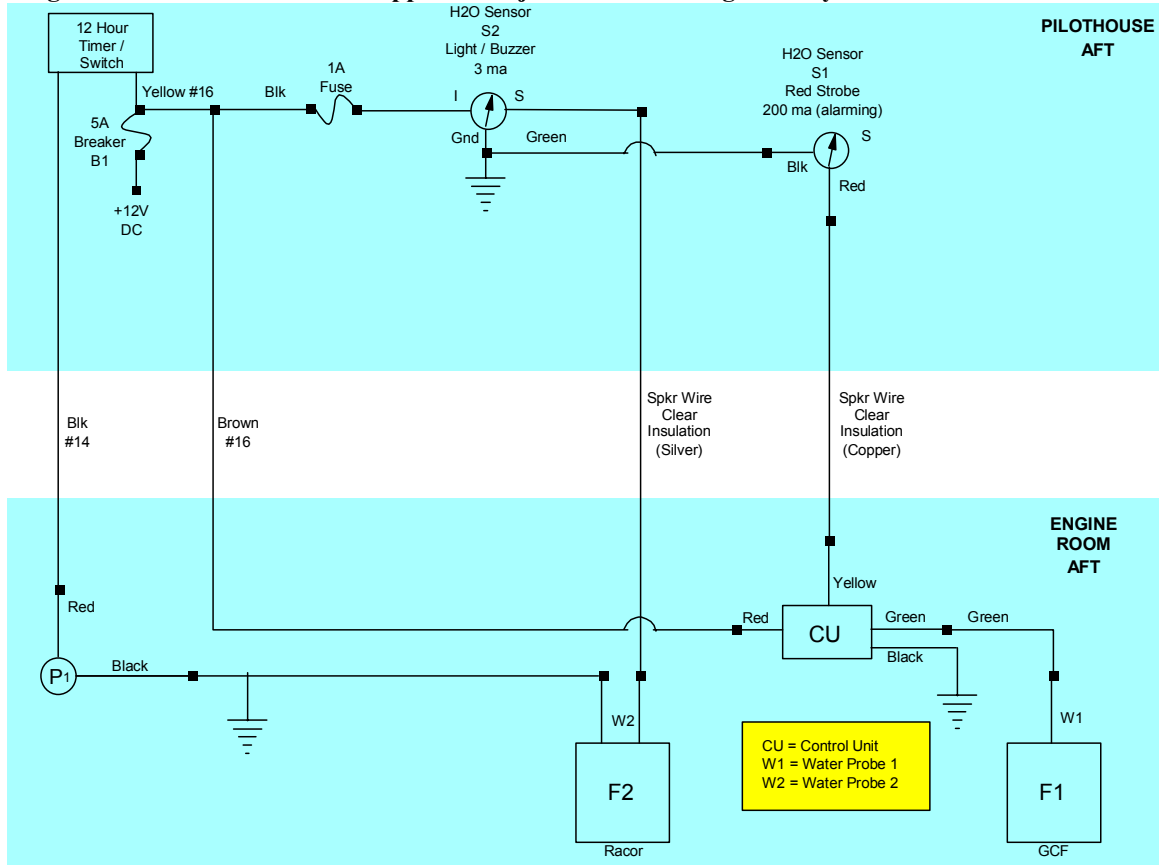 12 Hour
Timer /
Switch
H2O Sensor
S2
Light / Buzzer
3 ma
PILOTHOUSE
AFT
H2O Sensor
S1
Red Strobe
200 ma (alarming)
1A
Fuse
Yellow #16
Blk
I
S
5A
Breaker
B1
Gnd
Green
S
Blk
Red
+12V
DC
Blk
#14
Brown
#16
Spkr Wire
Clear
Insulation
(Silver)
Spkr Wire
Clear
Insulation
(Copper)
ENGINE
ROOM
AFT
Red
Yellow
Red
CU
Green
Green
Black
P1
Black
W2
W1
CU = Control Unit
W1 = Water Probe 1
W2 = Water Probe 2
F2
F1
Racor
GCF